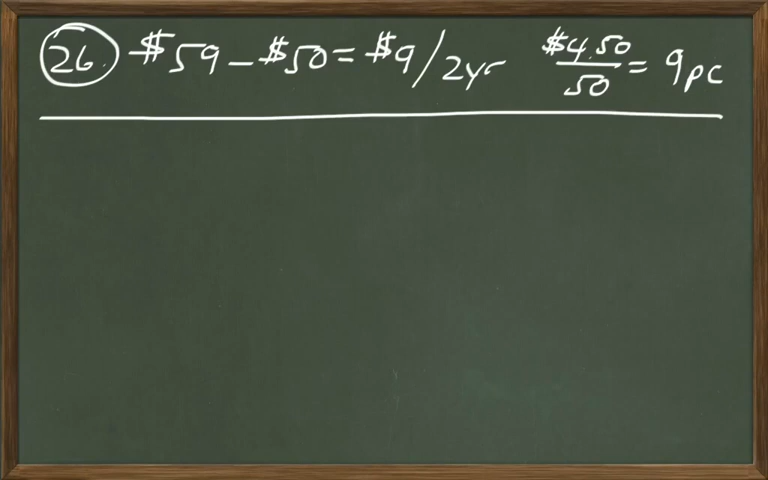 26. $59 - $50 = $9/2yr $4.50/50 = 9pc